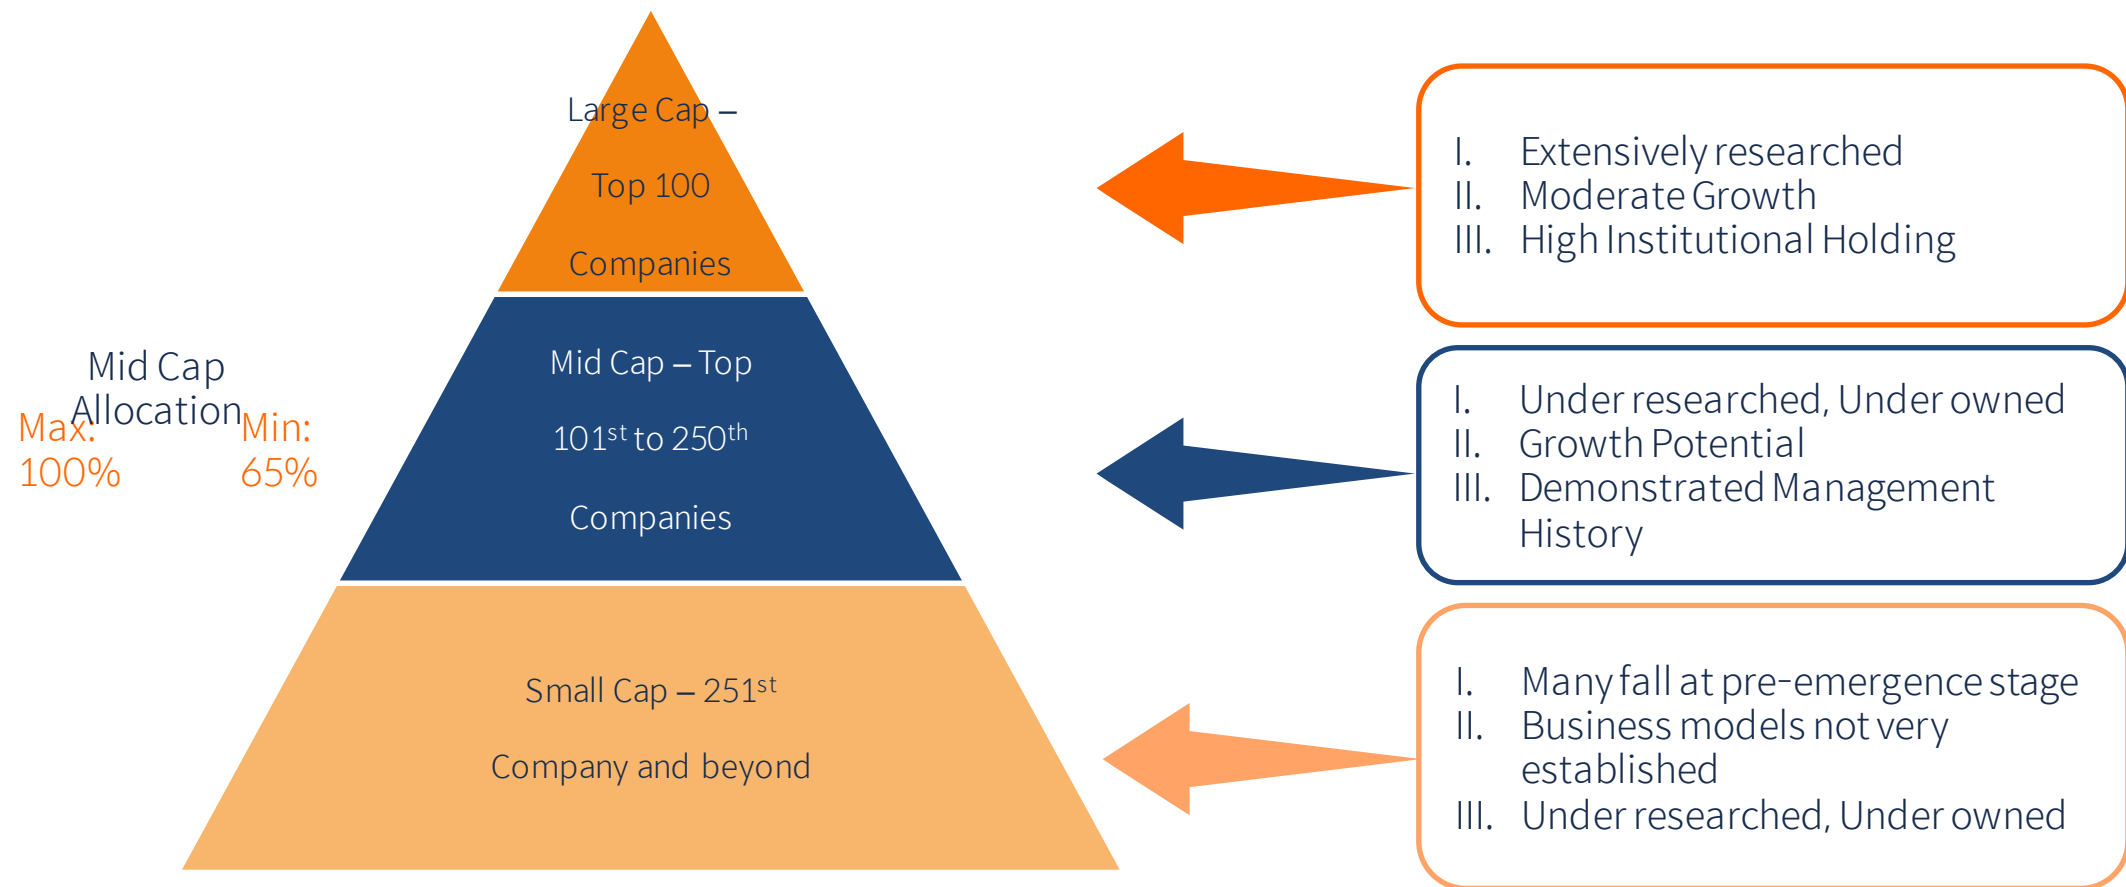 Large Cap –
Top 100
Companies
I. Extensively researched
II. Moderate Growth
III. High Institutional Holding
Mid Cap
Allocation
Max:
100%
Min:
65%
Mid Cap – Top
101st to 250th
Companies
I. Under researched, Under owned
II. Growth Potential
III. Demonstrated Management
History
Small Cap – 251st
Company and beyond
I. Many fall at pre-emergence stage
II. Business models not very
established
III. Under researched, Under owned